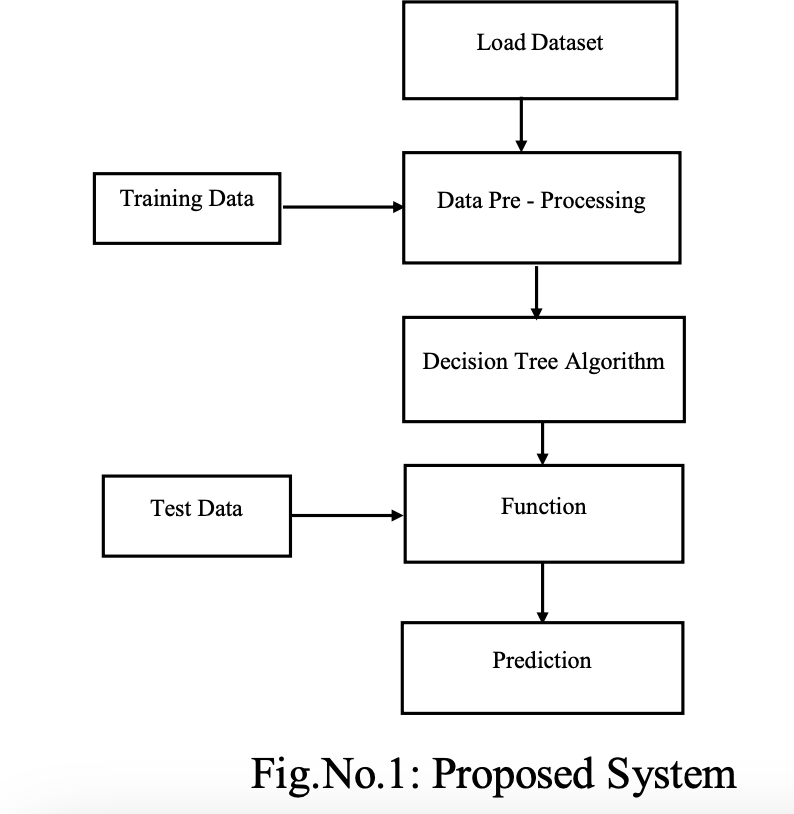 Load Dataset
Training Data
Data Pre - Processing
Decision Tree Algorithm
Test Data
Function
Prediction
Fig.No.1: Proposed System